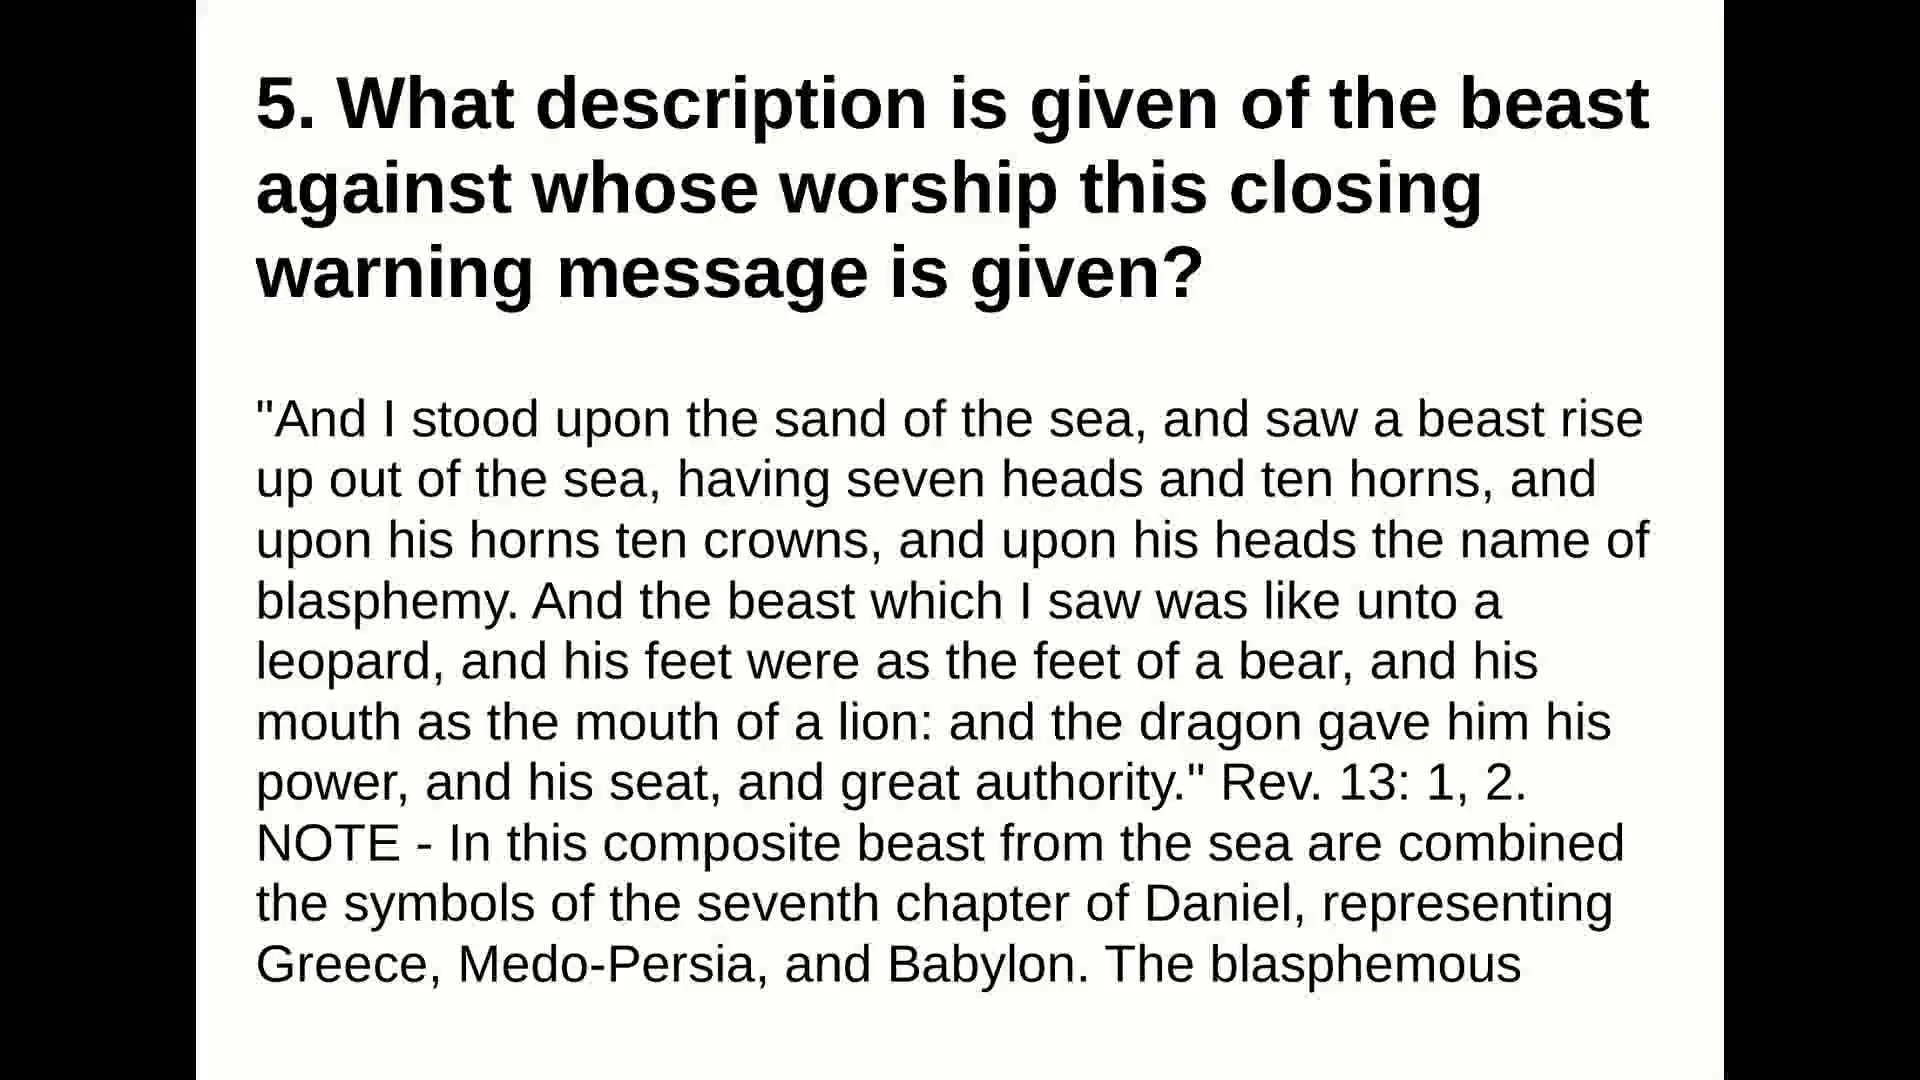 5. What description is given of the beast
against whose worship this closing
warning message is given?
"And I stood upon the sand of the sea, and saw a beast rise
up out of the sea, having seven heads and ten horns, and
upon his horns ten crowns, and upon his heads the name of
blasphemy. And the beast which I saw was like unto a
leopard, and his feet were as the feet of a bear, and his
mouth as the mouth of a lion: and the dragon gave him his
power, and his seat, and great authority." Rev. 13: 1, 2.
NOTE - In this composite beast from the sea are combined
the symbols of the seventh chapter of Daniel, representing
Greece, Medo-Persia, and Babylon. The blasphemous